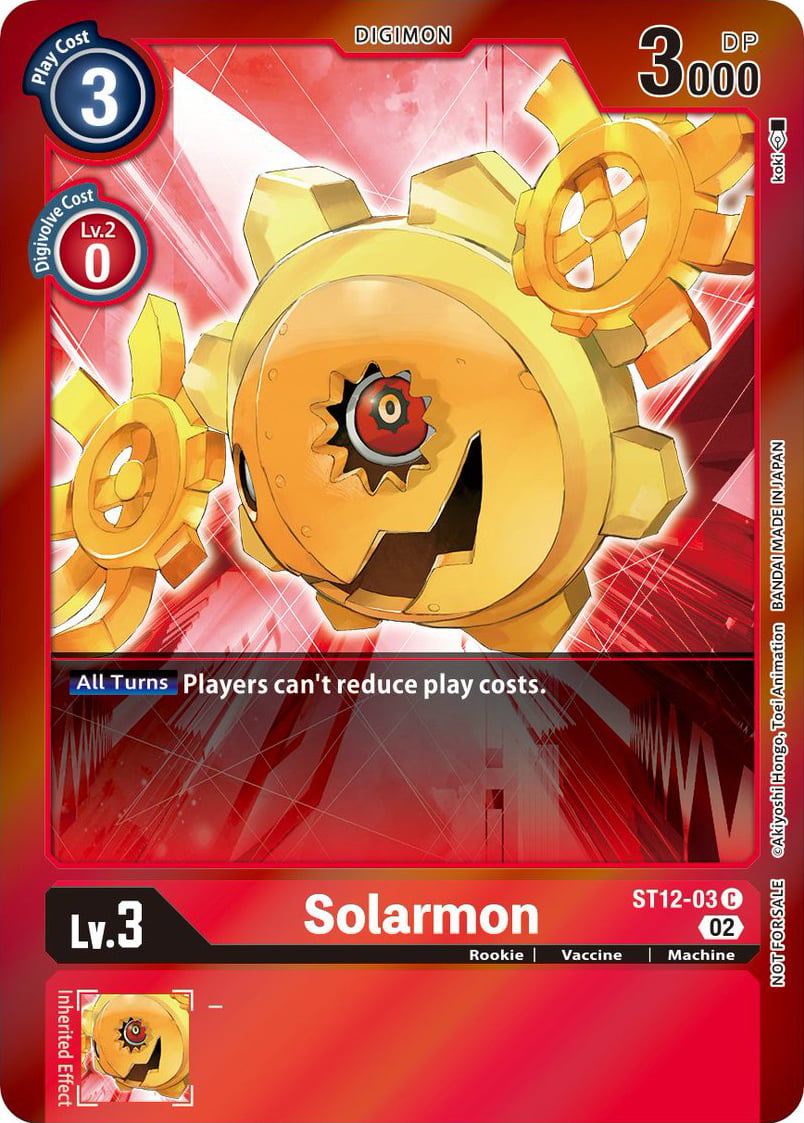 DIGIMON
Play Cost
3
3000
DP
Digivolve Cost
Lv.2
0
koki
All Turns Players can't reduce play costs.
©Akiyoshi Hongo, Toei Animation BANDAI MADE IN JAPAN
NOT FOR SALE
Lv.3
Solarmon
ST12-03 C
02
Rookie | Vaccine | Machine
Inherited Effect
–